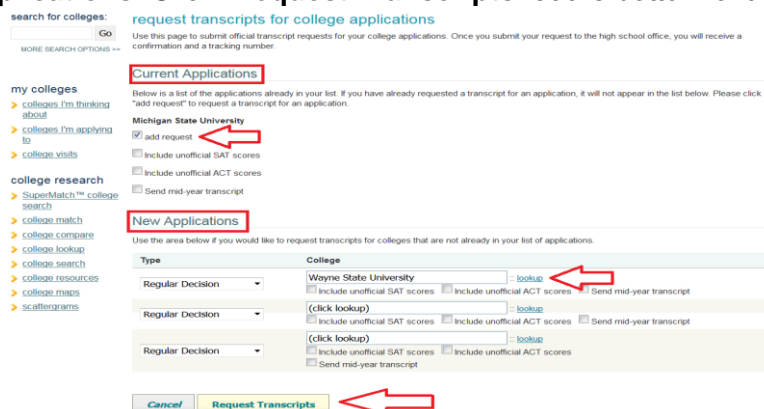 search for colleges:
Go
MORE SEARCH OPTIONS >>
my colleges
colleges I'm thinking
about
colleges I'm applying
to
college visits
college research
SuperMatch™ college
search
college match
college compare
college lookup
college search
college resources
college maps
scattergrams
request transcripts for college applications
Use this page to submit official transcript requests for your college applications. Once you submit your request to the high school office, you will receive a
confirmation and a tracking number.
Current Applications
Below is a list of the applications already in your list. If you have already requested a transcript for an application, it will not appear in the list below. Please click
"add request" to request a transcript for an application.
Michigan State University
add request
Include unofficial SAT scores
Include unofficial ACT scores
Send mid-year transcript
New Applications
Use the area below if you would like to request transcripts for colleges that are not already in your list of applications.
Type College
Regular Decision Wayne State University :: lookup
Include unofficial SAT scores Include unofficial ACT scores Send mid-year transcript
Regular Decision (click lookup) :: lookup
Include unofficial SAT scores Include unofficial ACT scores Send mid-year transcript
Regular Decision (click lookup) :: lookup
Include unofficial SAT scores Include unofficial ACT scores
Send mid-year transcript
Cancel Request Transcripts